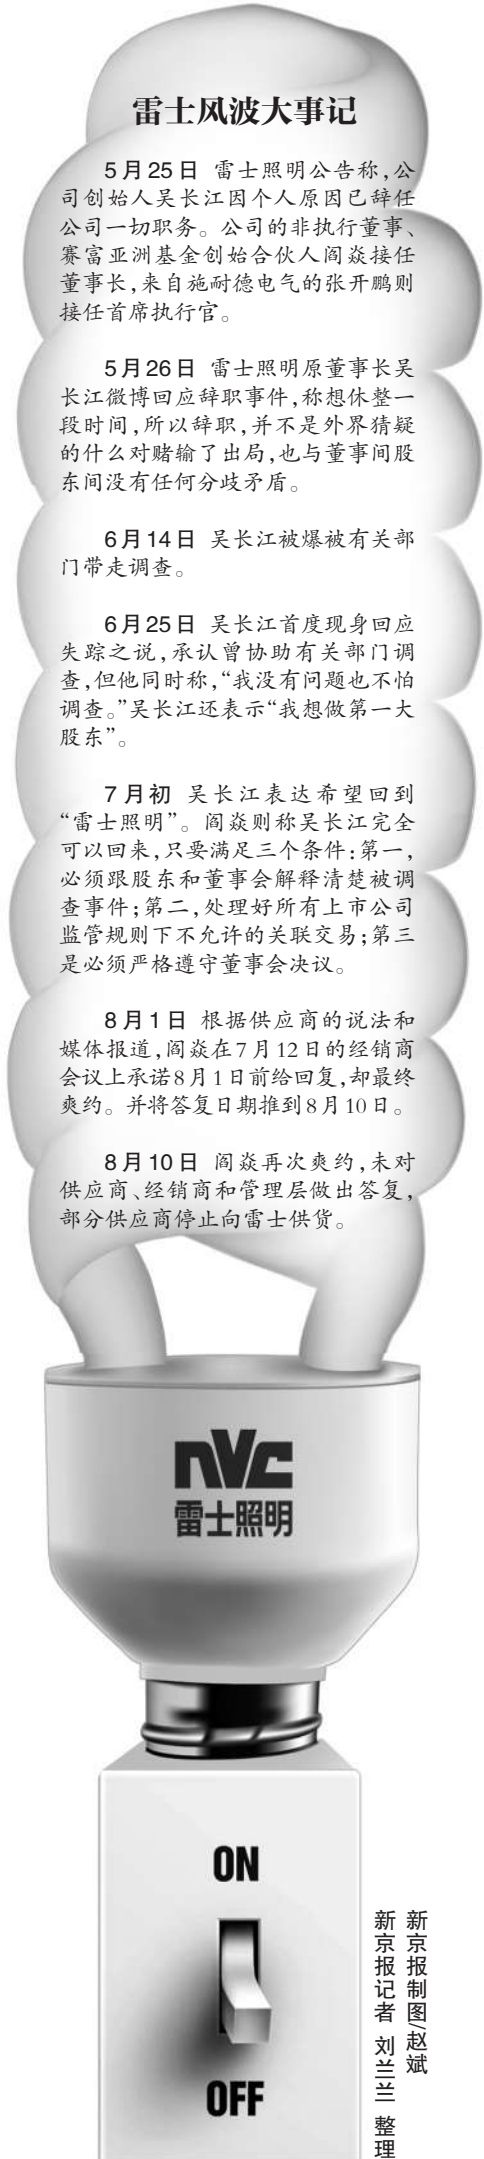 雷士风波大事记
5月25日 雷士照明公告称,公
司创始人吴长江因个人原因已辞任
公司一切职务。公司的非执行董事、
赛富亚洲基金创始合伙人阎焱接任
董事长,来自施耐德电气的张开鹏则
接任首席执行官。
5月26日 雷士照明原董事长吴
长江微博回应辞职事件,称想休整一
段时间,所以辞职,并不是外界猜疑
的什么对赌输了出局,也与董事间股
东间没有任何分歧矛盾。
6月14日 吴长江被爆被有关部
门带走调查。
6月25日 吴长江首度现身回应
失踪之说,承认曾协助有关部门调
查,但他同时称,“我没有问题也不怕
调查。”吴长江还表示“我想做第一大
股东”。
7月初 吴长江表达希望回到
“雷士照明”。阎焱则称吴长江完全
可以回来,只要满足三个条件:第一,
必须跟股东和董事会解释清楚被调
查事件;第二,处理好所有上市公司
监管规则下不允许的关联交易;第三
是必须严格遵守董事会决议。
8月1日 根据供应商的说法和
媒体报道,阎焱在7月12日的经销商
会议上承诺8月1日前给回复,却最终
爽约。并将答复日期推到8月10日。
8月10日 阎焱再次爽约,未对
供应商、经销商和管理层做出答复,
部分供应商停止向雷士供货。
nvc
雷士照明
ON
OFF
新京报制图/赵斌
新京报记者 刘兰兰 整理